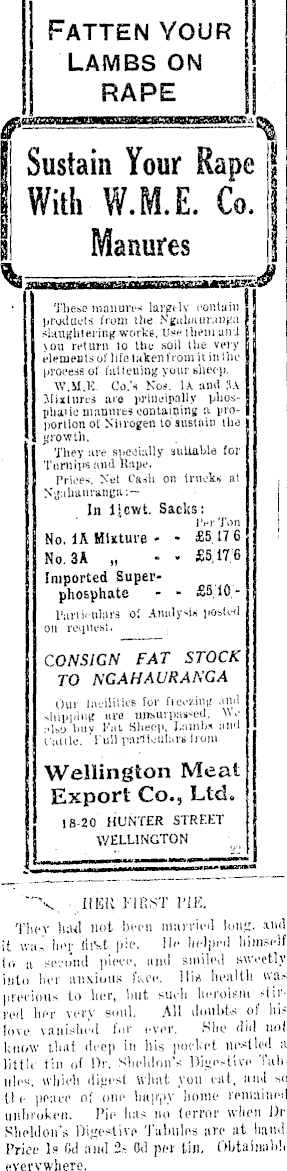 FATTEN YOUR
LAMBS ON
RAPE
Sustain Your Rape
With W.M.E. Co.
Manures
These manures largely contain
products from the Ngahauranga
slaughtering works. Use them and
you return to the soil the very
elements of life taken from it in the
process of fattening your sheep.
W.M.E. Co.'s Nos. 1A and 3A
Mixtures are principally phos-
phatic manures containing a pro-
portion of Nitrogen to sustain the
growth.
They are specially suitable for
Turnips and Rape.
Prices, Net Cash on trucks at
Ngahauranga:—
In 1½cwt. Sacks:
Per Ton
No. 1A Mixture - - £5/17/6
No. 3A „ - - £5/17/6
Imported Super-
phosphate - - £5/10/-
Particulars of Analysis posted
on request.
CONSIGN FAT STOCK
TO NGAHAURANGA
Our facilities for freezing and
shipping are unsurpassed. We
also buy Fat Sheep, Lambs and
Cattle. Full particulars from
Wellington Meat
Export Co., Ltd.
18-20 HUNTER STREET
WELLINGTON
22
HER FIRST PIE.
They had not been married long, and
it was her first pie. He helped himself
to a second piece, and smiled sweetly
into her anxious face. His health was
precious to her, but such heroism stir-
red her very soul. All doubts of his
love vanished for ever. She did not
know that deep in his pocket nestled a
little tin of Dr. Sheldon's Digestive Tab-
ules, which digest what you eat, and so
the peace of one happy home remained
unbroken. Pie has no terror when Dr
Sheldon's Digestive Tabules are at hand.
Price 1s 6d and 2s 6d per tin. Obtainable
everywhere.